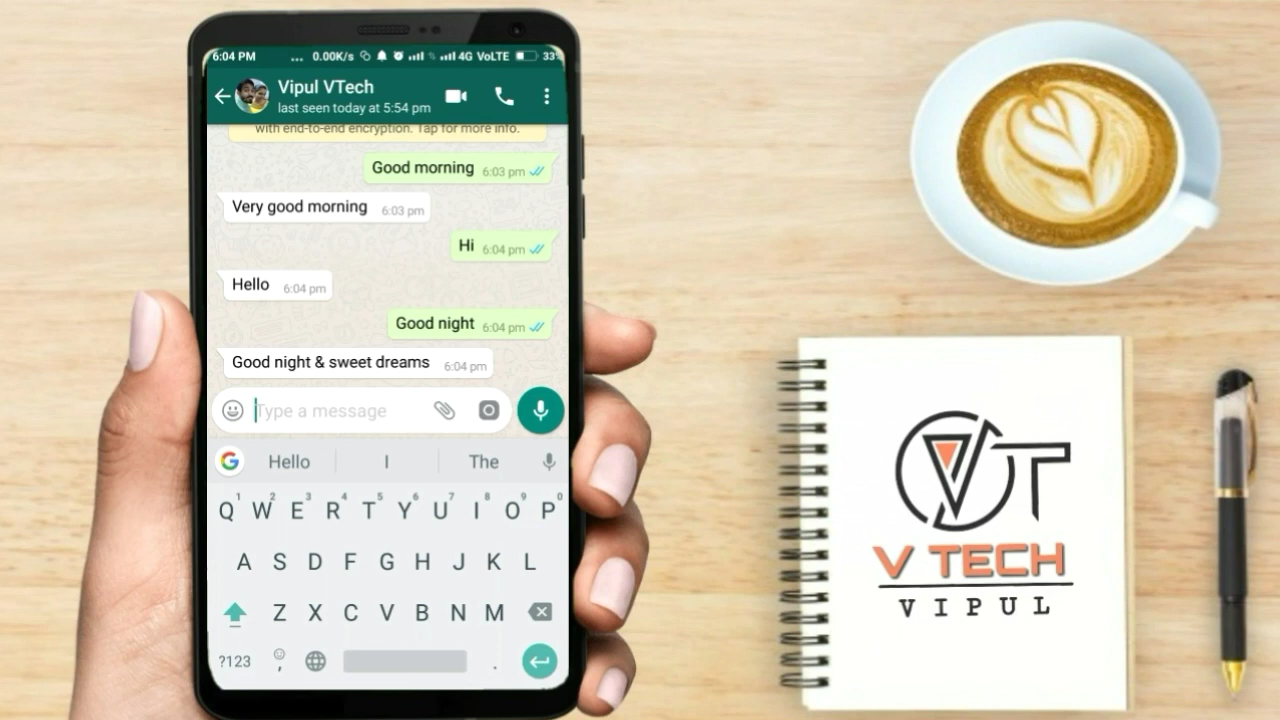 6:04 PM ... 0.00K/s 4G VoLTE 33%
Vipul VTech
last seen today at 5:54 pm
with end-to-end encryption. Tap for more info.
Good morning 6:03 pm
Very good morning 6:03 pm
Hi 6:04 pm
Hello 6:04 pm
Good night 6:04 pm
Good night & sweet dreams 6:04 pm
Type a message
G Hello I The
1 2 3 4 5 6 7 8 9 0
Q W E R T Y U I O P
A S D F G H J K L
Z X C V B N M
?123 , .
VT
V TECH
VIPUL